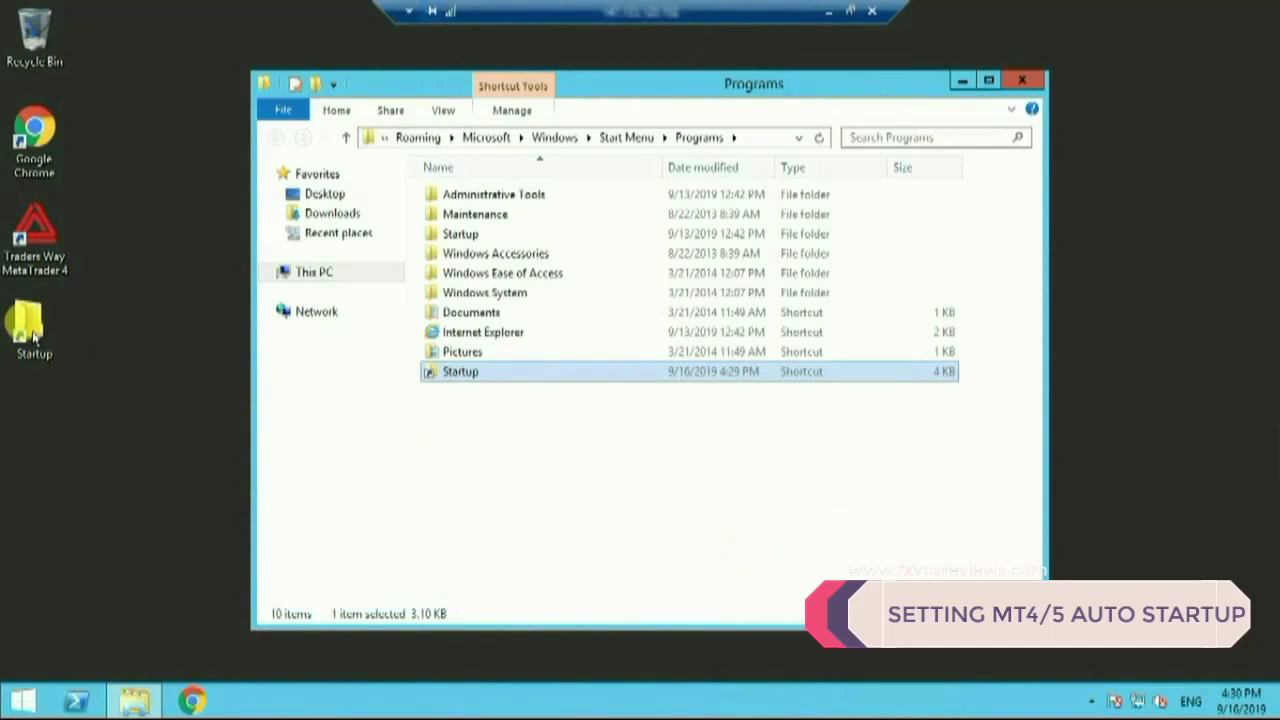 Recycle Bin
Google
Chrome
Traders Way
MetaTrader 4
Startup
Shortcut Tools
Programs
File Home Share View Manage
Roaming Microsoft Windows Start Menu Programs
Search Programs
Favorites
Desktop
Downloads
Recent places
This PC
Network
Name Date modified Type Size
Administrative Tools 9/13/2019 12:42 PM File folder
Maintenance 8/22/2013 8:39 AM File folder
Startup 9/13/2019 12:42 PM File folder
Windows Accessories 8/22/2013 8:39 AM File folder
Windows Ease of Access 3/21/2014 12:07 PM File folder
Windows System 3/21/2014 12:07 PM File folder
Documents 3/21/2014 11:49 AM Shortcut 1 KB
Internet Explorer 9/13/2019 12:42 PM Shortcut 2 KB
Pictures 3/21/2014 11:49 AM Shortcut 1 KB
Startup 9/16/2019 4:29 PM Shortcut 4 KB
10 items 1 item selected 3.10 KB
www.fxvpsreviews.com
SETTING MT4/5 AUTO STARTUP
ENG
4:30 PM
9/16/2019